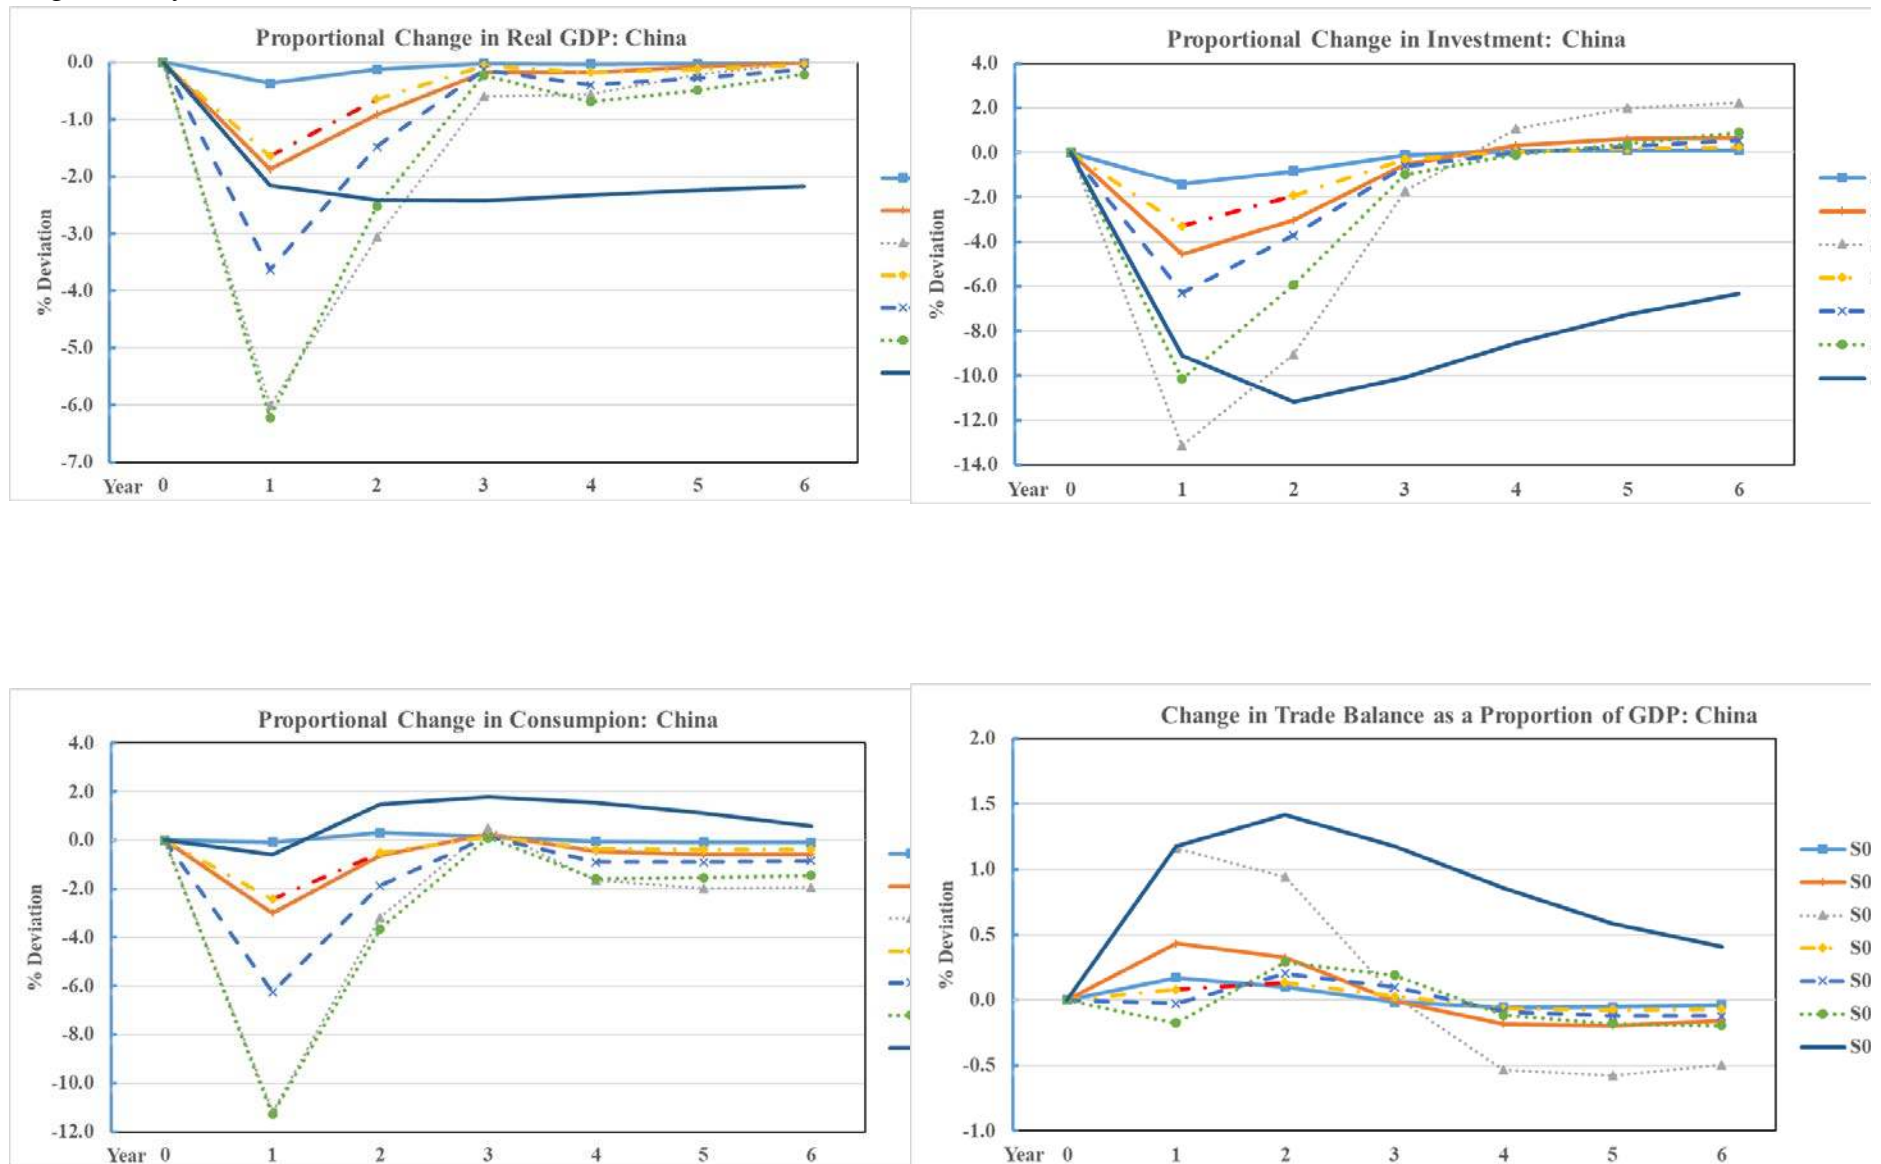 Proportional Change in Real GDP: China
0.0
-1.0
-2.0
-3.0
-4.0
-5.0
-6.0
-7.0
% Deviation
Year 0 1 2 3 4 5 6
Proportional Change in Investment: China
4.0
2.0
0.0
-2.0
-4.0
-6.0
-8.0
-10.0
-12.0
-14.0
% Deviation
Year 0 1 2 3 4 5 6
Proportional Change in Consumpion: China
4.0
2.0
0.0
-2.0
-4.0
-6.0
-8.0
-10.0
-12.0
% Deviation
Year 0 1 2 3 4 5 6
Change in Trade Balance as a Proportion of GDP: China
2.0
1.5
1.0
0.5
0.0
-0.5
-1.0
% Deviation
Year 0 1 2 3 4 5 6
S0
S0
S0
S0
S0
S0
S0